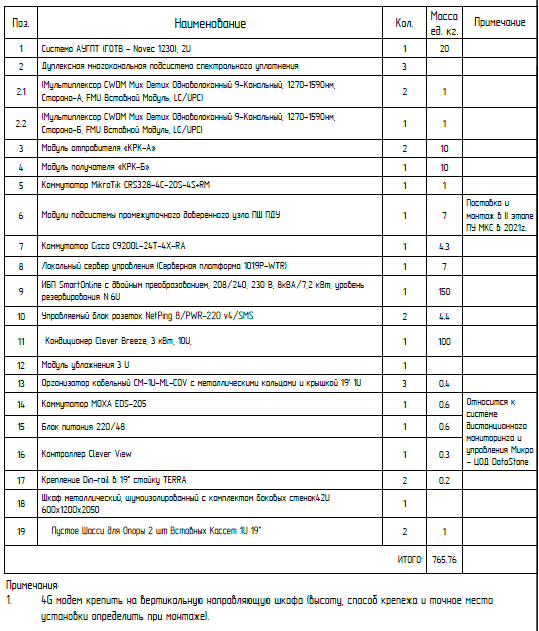 Поз. Наименование Кол. Масса ед. кг. Примечание
1 Система АУГПТ (ГОТВ - Novec 1230), 2U 1 20
2 Дуплексная многоканальная подсистема спектрального уплотнения 3
2.1 (Мультиплексор CWDM Mux Demux Одноволоконный 9-Канальный, 1270-1590нм,
Сторона-А, FMU Вставной Модуль, LC/UPC) 2 1
2.2 (Мультиплексор CWDM Mux Demux Одноволоконный 9-Канальный, 1270-1590нм,
Сторона-Б, FMU Вставной Модуль, LC/UPC) 1 1
3 Модуль отправителя «КРК-А» 2 10
4 Модуль получателя «КРК-Б» 1 10
5 Коммутатор MikroTik CRS328-4C-20S-4S+RM 1 1
6 Модули подсистемы промежуточного доверенного узла ПШ ПДУ 1 7 Поставка и
монтаж в II этапе
ПУ МКС в 2021г.
7 Коммутатор Cisco C9200L-24T-4X-RA 1 4.3
8 Локальный сервер управления (Серверная платформа 1019P-WTR) 1 7
9 ИБП SmartOnline с двойным преобразованием, 208/240, 230 В, 8кВА/7,2 кВт, уровень
резервирования N 6U 1 150
10 Управляемый блок розеток NetPing 8/PWR-220 v4/SMS 2 4.4
11 Кондиционер Clever Breeze, 3 кВт, 10U, 1 100
12 Модуль увлажнения 3 U 1
13 Организатор кабельный CM-1U-ML-COV с металлическими кольцами и крышкой 19' 1U 3 0.4
14 Коммутатор MOXA EDS-205 1 0.6 Относится к
системе
дистанционного
мониторинга и
управления Микро
- ЦОД DataStone
15 Блок питания 220/48 1 0.6
16 Контроллер Clever View 1 0.3
17 Крепление Din-rail в 19" стойку TERRA 2 0.2
18 Шкаф металлический, шумоизолированный с комплектом боковых стенок42U
600х1200х2050 1
19 Пустое Шасси для Опоры 2 шт Вставных Кассет 1U 19" 2 1
ИТОГО: 765.76
Примечания:
1. 4G модем крепить на вертикальную направляющую шкафа (высоту, способ крепежа и точное место
установки определить при монтаже).